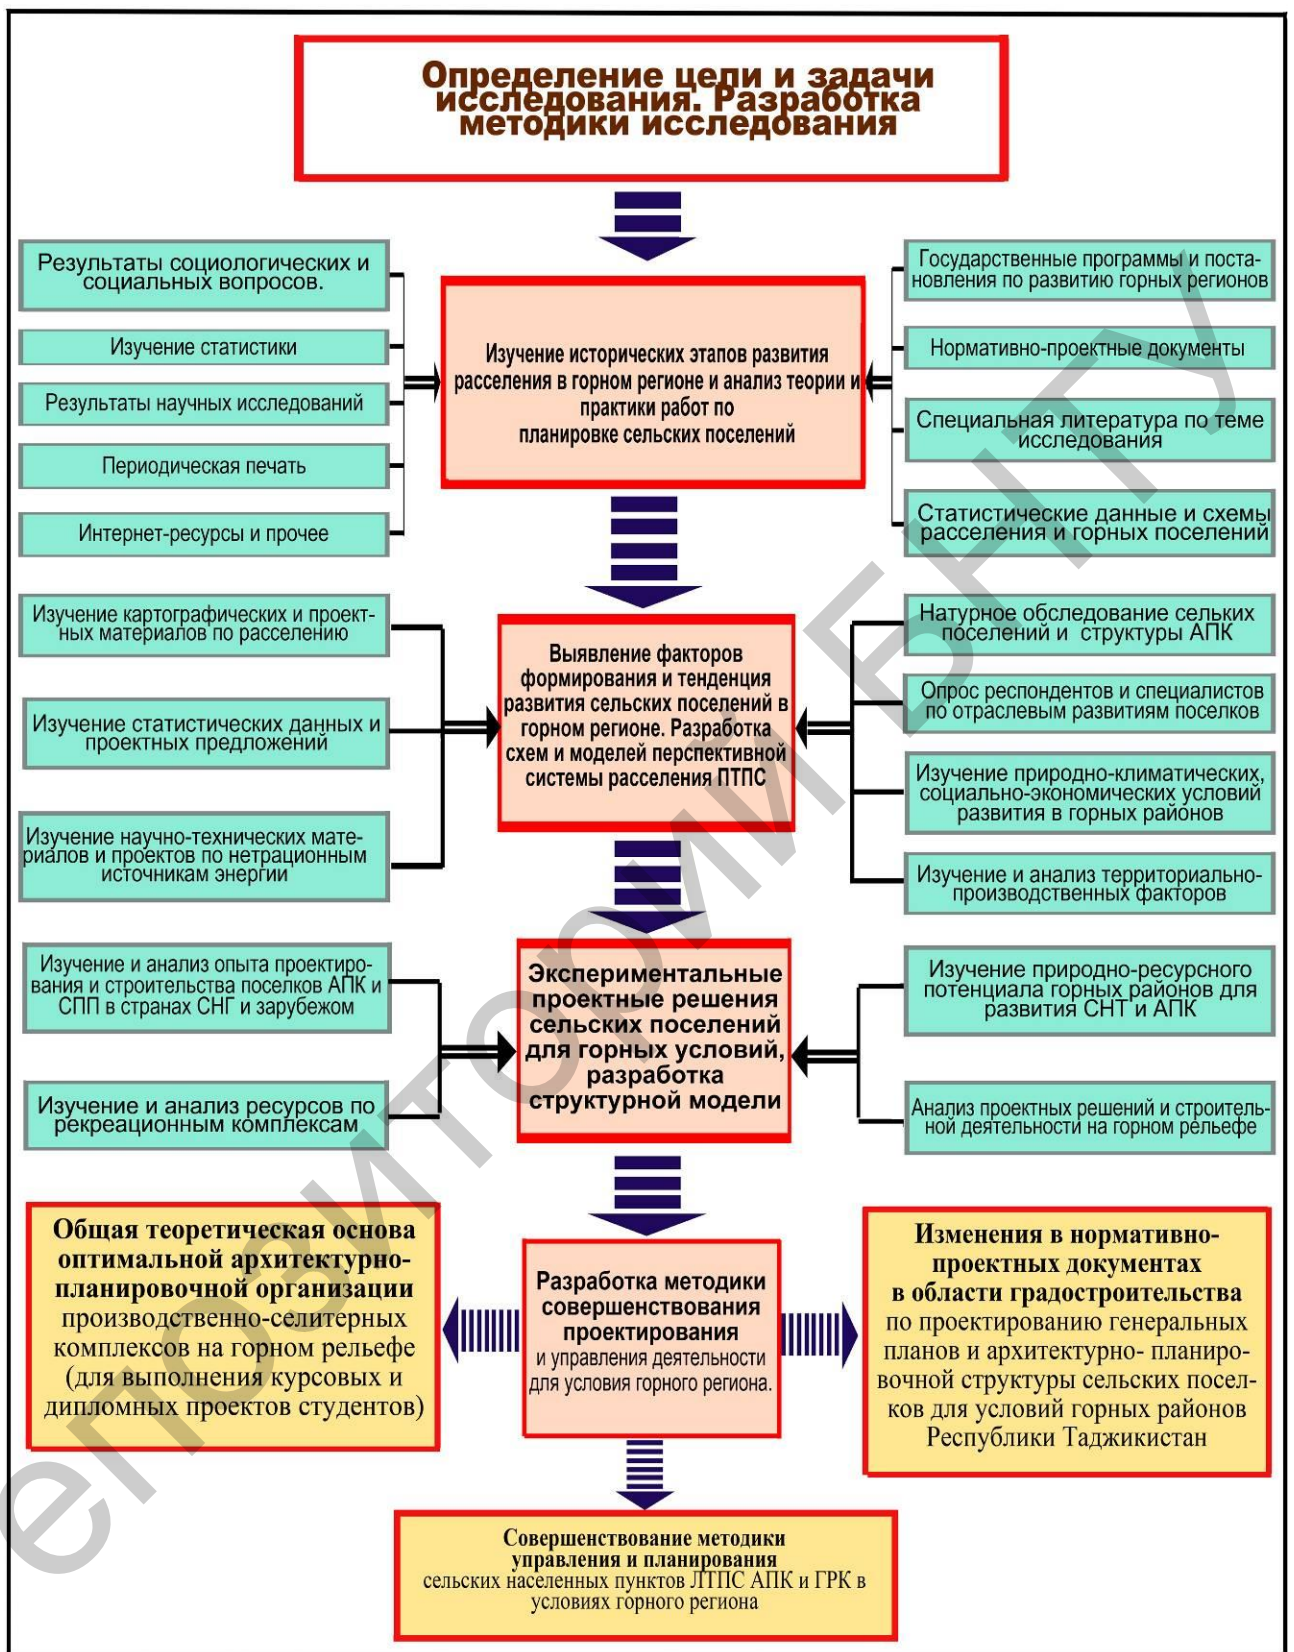 Определение цели и задачи
исследования. Разработка
методики исследования
Результаты социологических и
социальных вопросов.
Изучение статистики
Результаты научных исследований
Периодическая печать
Интернет-ресурсы и прочее
Изучение исторических этапов развития
расселения в горном регионе и анализ теории и
практики работ по
планировке сельских поселений
Государственные программы и поста-
новления по развитию горных регионов
Нормативно-проектные документы
Специальная литература по теме
исследования
Статистические данные и схемы
расселения и горных поселений
Изучение картографических и проект-
ных материалов по расселению
Изучение статистических данных и
проектных предложений
Изучение научно-технических мате-
риалов и проектов по нетрационным
источникам энергии
Выявление факторов
формирования и тенденция
развития сельских поселений в
горном регионе. Разработка
схем и моделей перспективной
системы расселения ПТПС
Натурное обследование сельких
поселений и структуры АПК
Опрос респондентов и специалистов
по отраслевым развитиям поселков
Изучение природно-климатических,
социально-экономических условий
развития в горных районов
Изучение и анализ территориально-
производственных факторов
Изучение и анализ опыта проектиро-
вания и строительства поселков АПК и
СПП в странах СНГ и зарубежом
Изучение и анализ ресурсов по
рекреационным комплексам
Экспериментальные
проектные решения
сельских поселений
для горных условий,
разработка
структурной модели
Изучение природно-ресурсного
потенциала горных районов для
развития СНТ и АПК
Анализ проектных решений и строитель-
ной деятельности на горном рельефе
Общая теоретическая основа
оптимальной архитектурно-
планировочной организации
производственно-селитерных
комплексов на горном рельефе
(для выполнения курсовых и
дипломных проектов студентов)
Разработка методики
совершенствования
проектирования
и управления деятельности
для условия горного региона.
Изменения в нормативно-
проектных документах
в области градостроительства
по проектированию генеральных
планов и архитектурно- планиро-
вочной структуры сельских посел-
ков для условий горных районов
Республики Таджикистан
Совершенствование методики
управления и планирования
сельских населенных пунктов ЛТПС АПК и ГРК в
условиях горного региона
епозиторий БНТУ